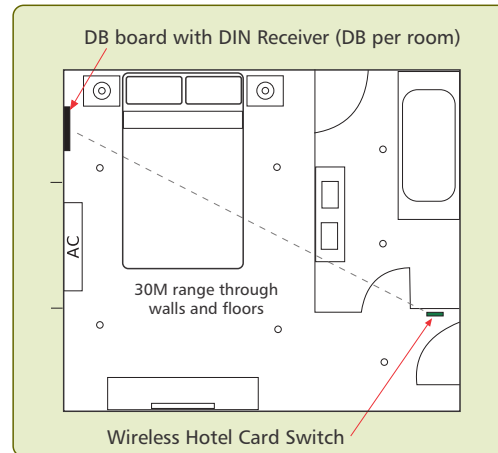 DB board with DIN Receiver (DB per room)
AC
30M range through
walls and floors
Wireless Hotel Card Switch